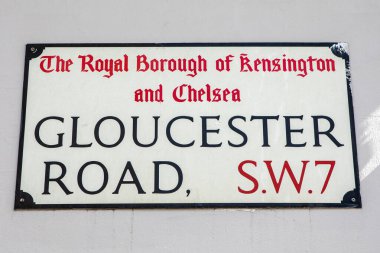 The Royal Borough of Kensington
and Chelsea
GLOUCESTER
ROAD, S.W.7